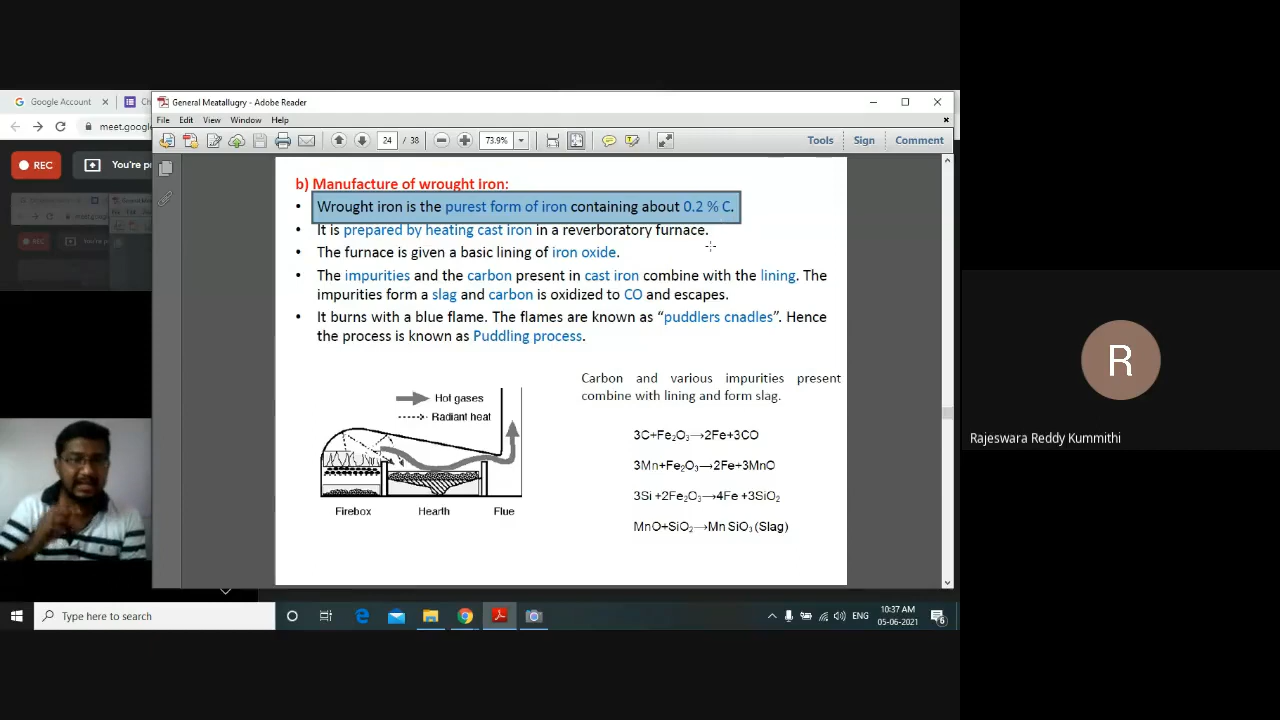 Google Account
Ch
General Meatallugry - Adobe Reader
meet.google
File Edit View Window Help
24 / 38 73.9% Tools Sign Comment
REC
You're p
b) Manufacture of wrought iron:
• Wrought iron is the purest form of iron containing about 0.2 % C.
• It is prepared by heating cast iron in a reverboratory furnace.
• The furnace is given a basic lining of iron oxide.
• The impurities and the carbon present in cast iron combine with the lining. The
impurities form a slag and carbon is oxidized to CO and escapes.
• It burns with a blue flame. The flames are known as “puddlers cnadles”. Hence
the process is known as Puddling process.
Carbon and various impurities present
combine with lining and form slag.
Hot gases
Radiant heat
3C+Fe₂O₃→2Fe+3CO
3Mn+Fe₂O₃→2Fe+3MnO
3Si +2Fe₂O₃→4Fe +3SiO₂
MnO+SiO₂→Mn SiO₃ (Slag)
Firebox Hearth Flue
R
Rajeswara Reddy Kummithi
Type here to search
ENG
10:37 AM
05-06-2021
6